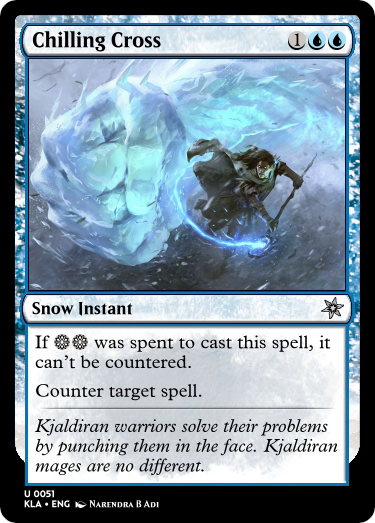 Chilling Cross 1
Snow Instant
If was spent to cast this spell, it
can't be countered.
Counter target spell.
Kjaldiran warriors solve their problems
by punching them in the face. Kjaldiran
mages are no different.
U 0051
KLA • ENG Narendra B Adi